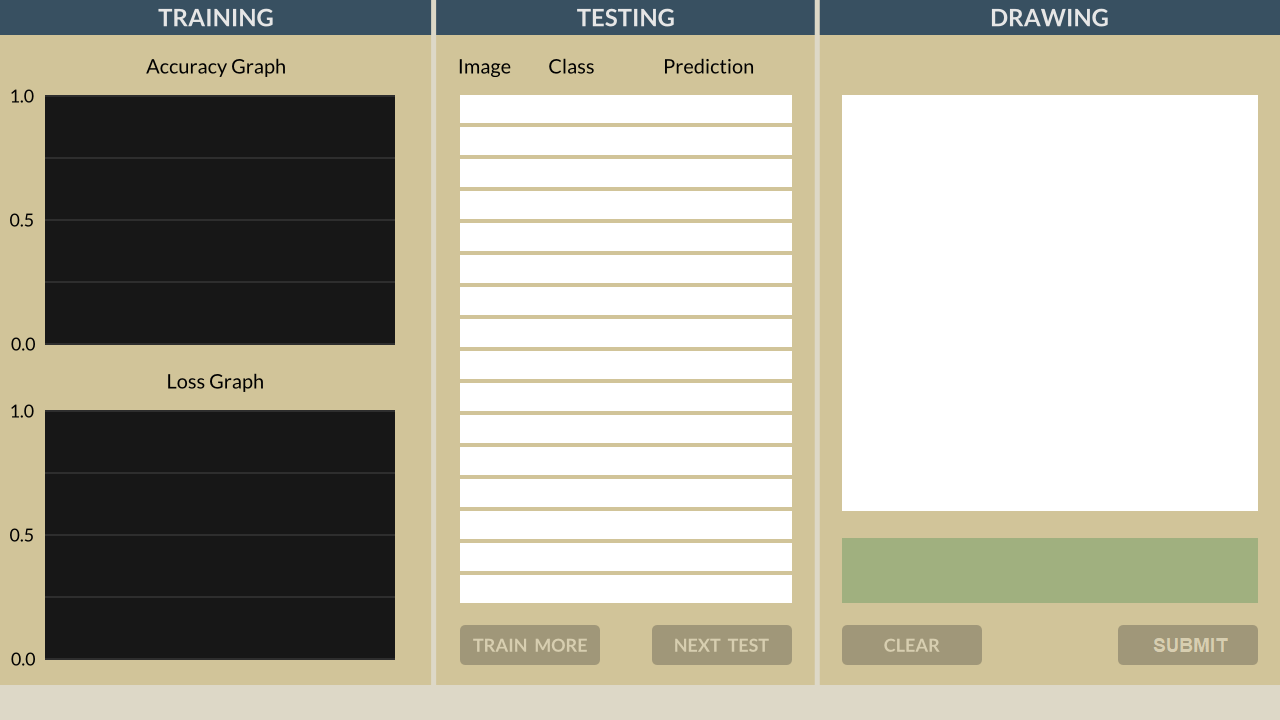 TRAINING
Accuracy Graph
1.0
0.5
0.0
Loss Graph
1.0
0.5
0.0
TESTING
Image Class Prediction
TRAIN MORE
NEXT TEST
DRAWING
CLEAR
SUBMIT